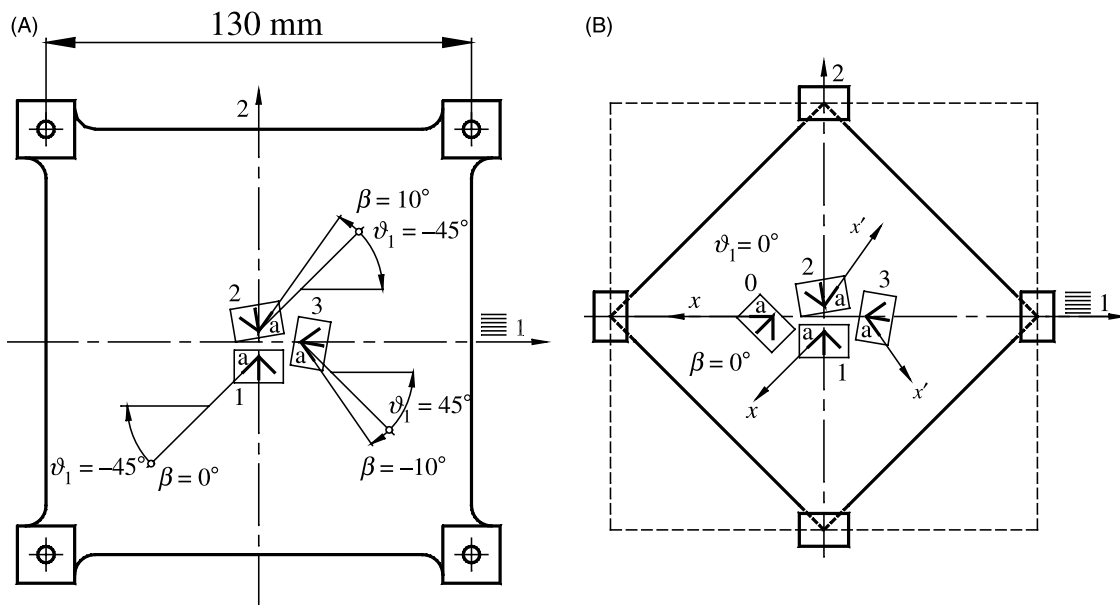 (A)
130 mm
2
β = 10°
ϑ1 = −45°
2
3
a
a
1
a
1
ϑ1 = 45°
β = −10°
ϑ1 = −45°
β = 0°
(B)
2
ϑ1 = 0°
x′
0
2
3
x
a
a
a
1
β = 0°
a
1
x
x′